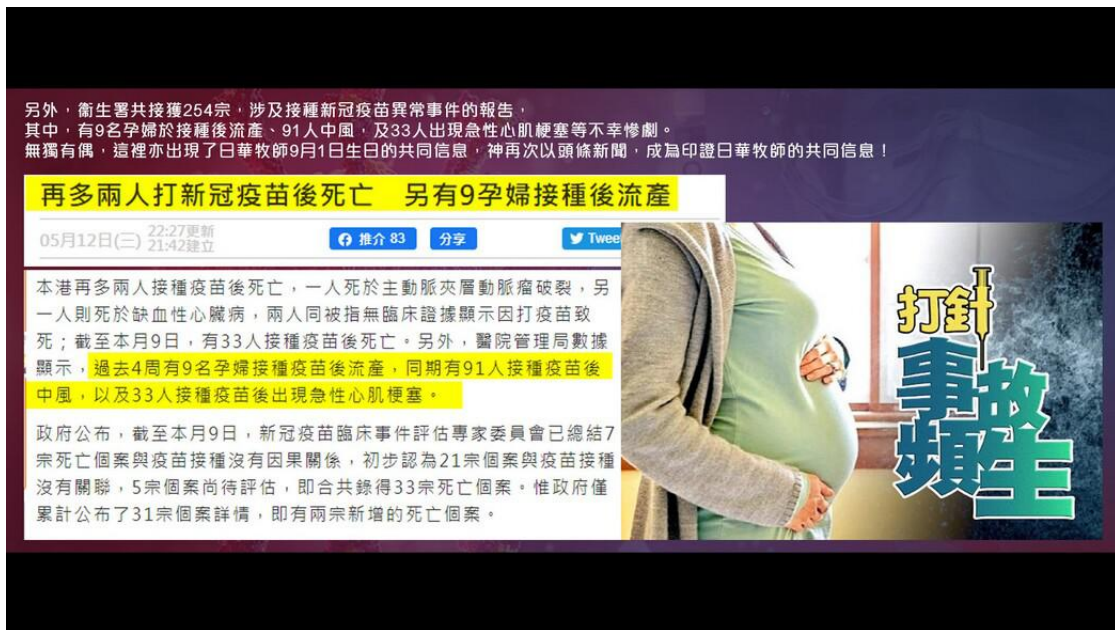 另外，衞生署共接獲254宗，涉及接種新冠疫苗異常事件的報告，
其中，有9名孕婦於接種後流產、91人中風，及33人出現急性心肌梗塞等不幸慘劇。
無獨有偶，這裡亦出現了日華牧師9月1日生日的共同信息，神再次以頭條新聞，成為印證日華牧師的共同信息！
再多兩人打新冠疫苗後死亡　另有9孕婦接種後流產
05月12日(三) 22:27更新
21:42建立
推介 83 分享 Twee
本港再多兩人接種疫苗後死亡，一人死於主動脈夾層動脈瘤破裂，另
一人則死於缺血性心臟病，兩人同被指無臨床證據顯示因打疫苗致
死；截至本月9日，有33人接種疫苗後死亡。另外，醫院管理局數據
顯示，過去4周有9名孕婦接種疫苗後流產，同期有91人接種疫苗後
中風，以及33人接種疫苗後出現急性心肌梗塞。
政府公布，截至本月9日，新冠疫苗臨床事件評估專家委員會已總結7
宗死亡個案與疫苗接種沒有因果關係，初步認為21宗個案與疫苗接種
沒有關聯，5宗個案尚待評估，即合共錄得33宗死亡個案。惟政府僅
累計公布了31宗個案詳情，即有兩宗新增的死亡個案。
打針
事故
頻生